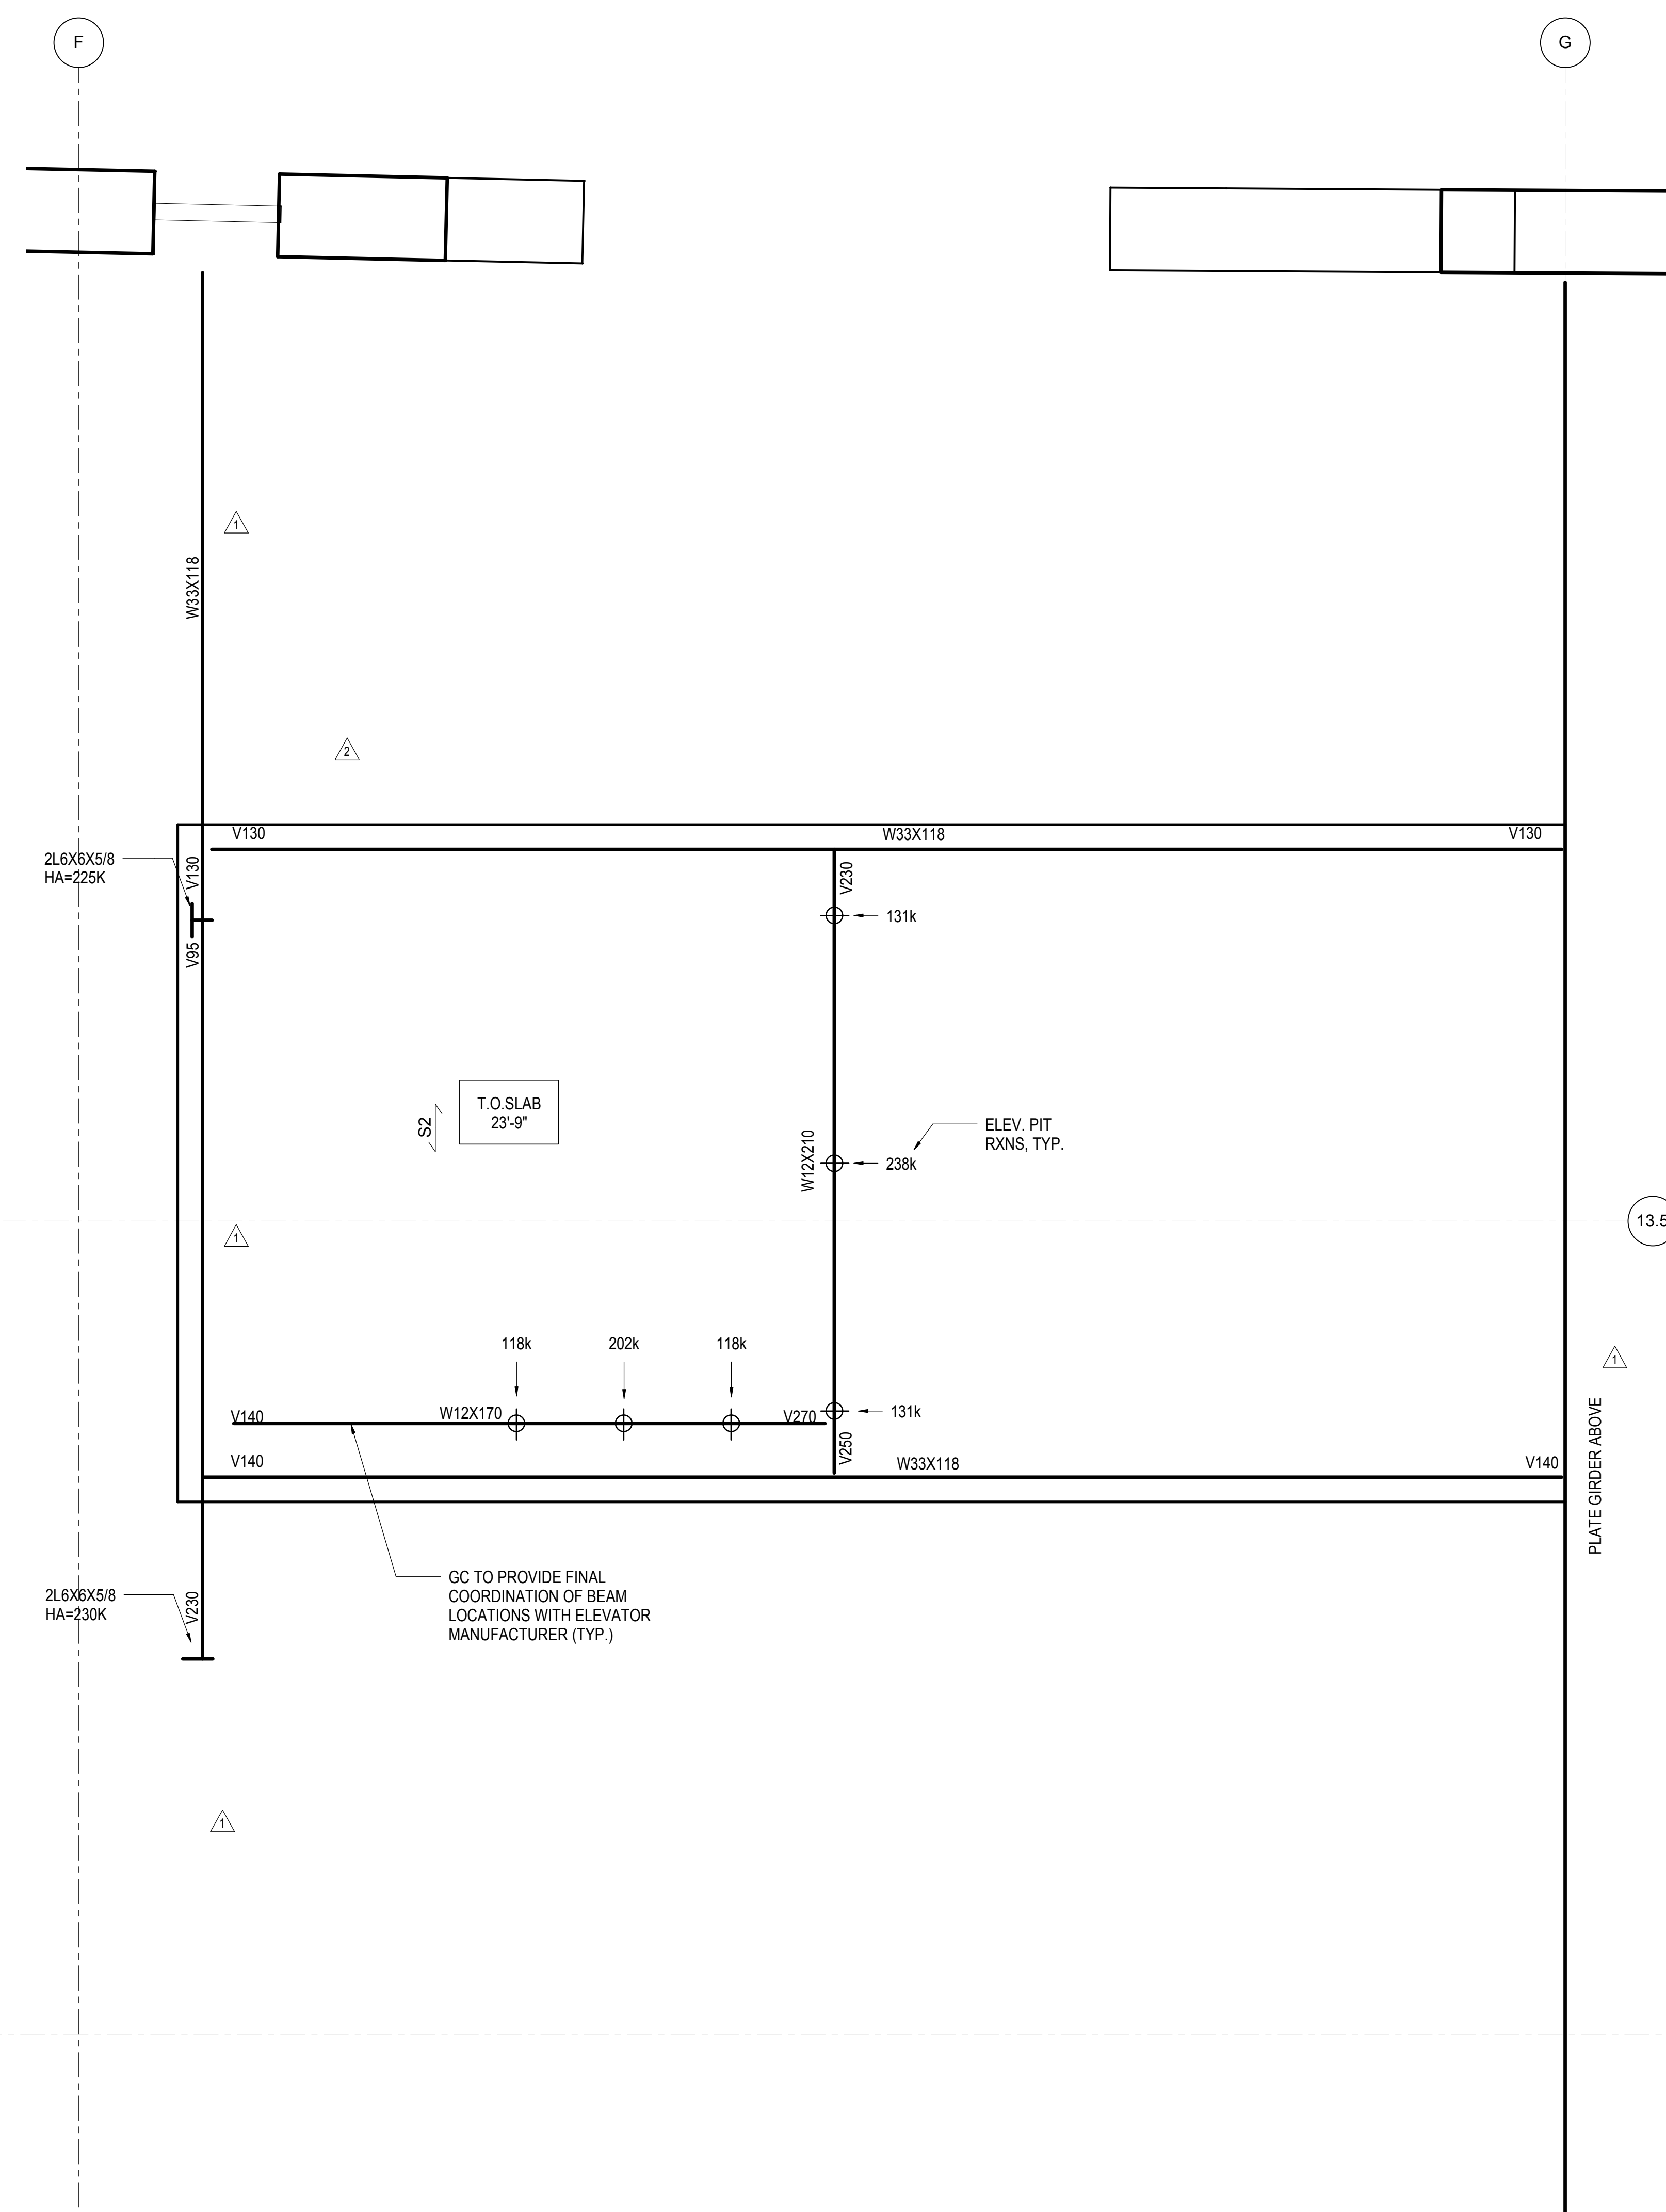 F
G
1
W33X118
2
V130
W33X118
V130
2L6X6X5/8
HA=225K
V130
V230
131k
V95
T.O.SLAB
23'-9"
S2
ELEV. PIT
RXNS, TYP.
W12X210
238k
13.5
1
118k
202k
118k
1
V140
W12X170
V270
131k
V250
V140
W33X118
V140
PLATE GIRDER ABOVE
GC TO PROVIDE FINAL
COORDINATION OF BEAM
LOCATIONS WITH ELEVATOR
MANUFACTURER (TYP.)
2L6X6X5/8
HA=230K
V230
1